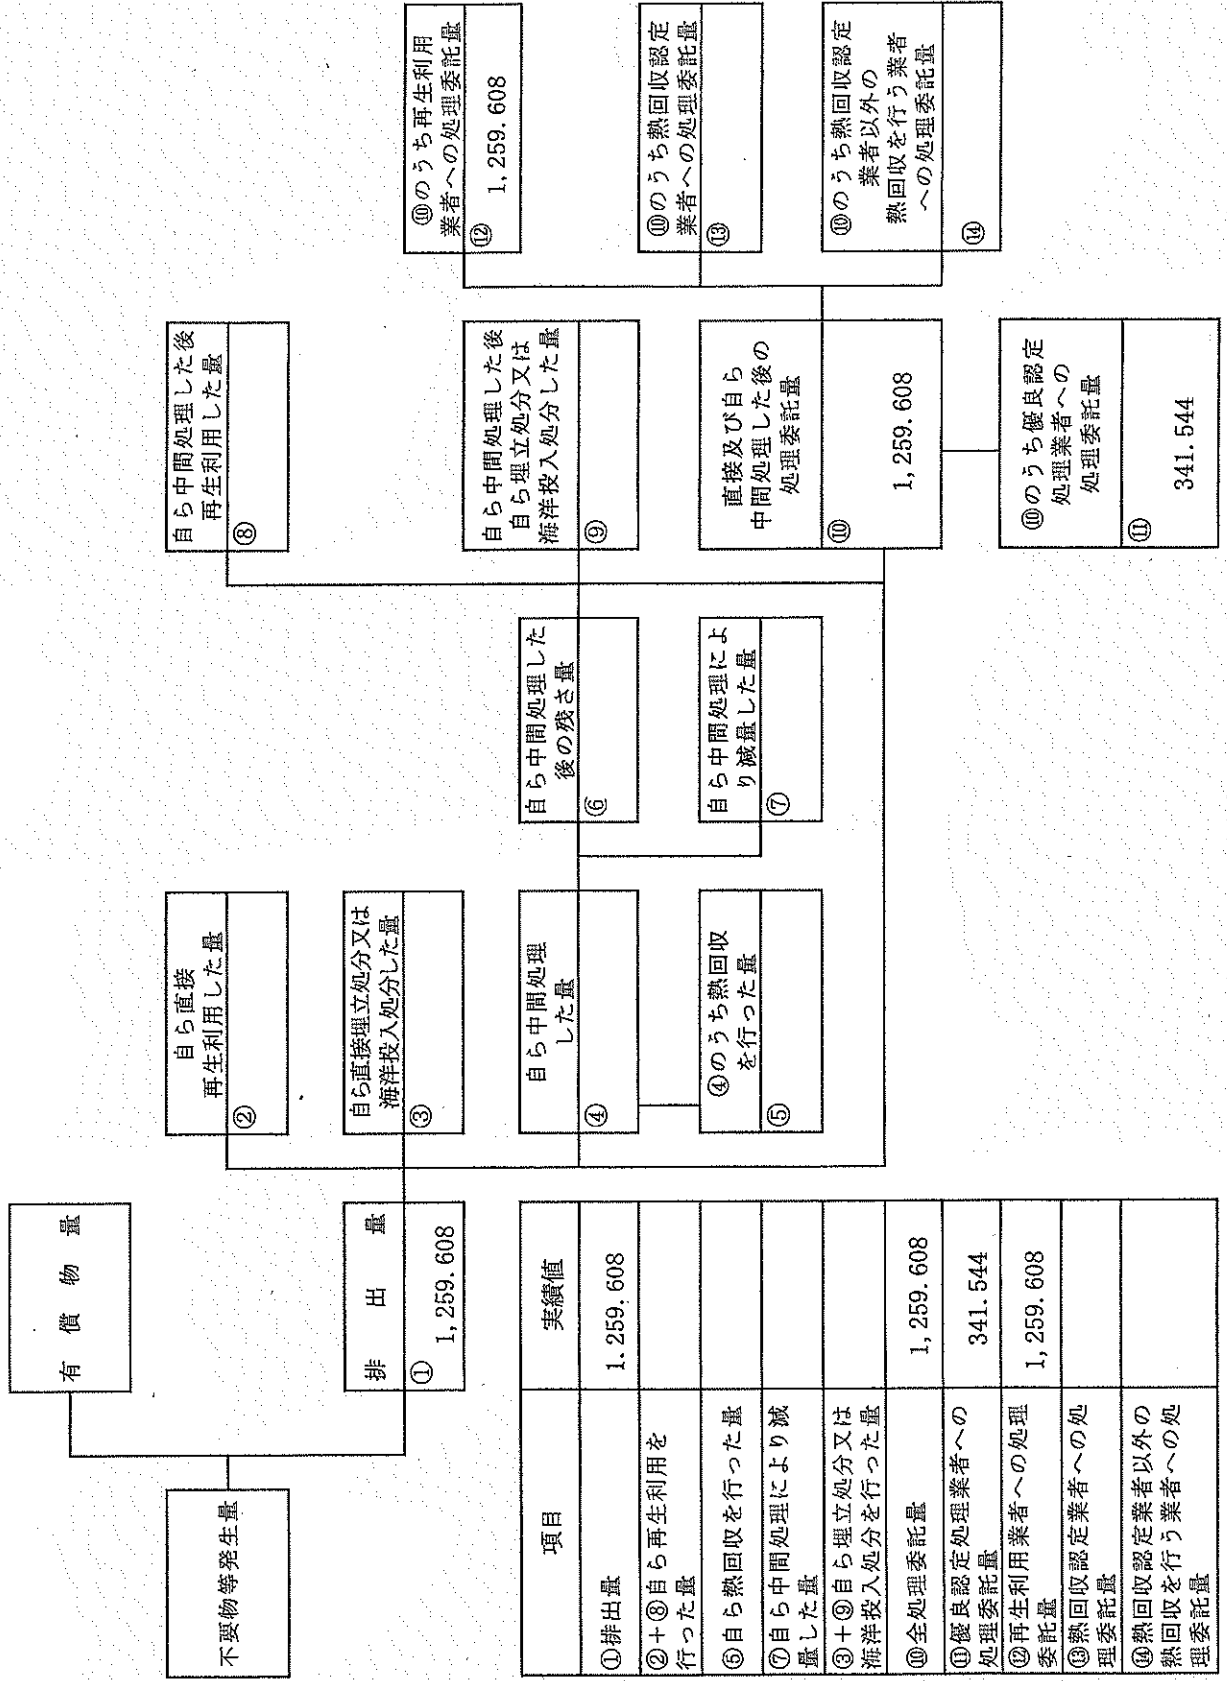 不要物等発生量
有償物量
排出量
① 1,259.608
自ら直接
再生利用した量
②
自ら直接埋立処分又は
海洋投入処分した量
③
自ら中間処理
した量
④
④のうち熱回収
を行った量
⑤
自ら中間処理した
後の残さ量
⑥
自ら中間処理によ
り減量した量
⑦
自ら中間処理した後
再生利用した量
⑧
自ら中間処理した後
自ら埋立処分又は
海洋投入処分した量
⑨
直接及び自ら
中間処理した後の
処理委託量
⑩ 1,259.608
⑩のうち優良認定
処理業者への
処理委託量
⑪ 341.544
⑩のうち再生利用
業者への処理委託量
⑫ 1,259.608
⑩のうち熱回収認定
業者への処理委託量
⑬
⑩のうち熱回収認定
業者以外の
熱回収を行う業者
への処理委託量
⑭
項目 実績値
①排出量 1.259.608
②+⑧自ら再生利用を
行った量
⑤自ら熱回収を行った量
⑦自ら中間処理により減
量した量
③+⑨自ら埋立処分又は
海洋投入処分を行った量
⑩全処理委託量 1,259.608
⑪優良認定処理業者への
処理委託量 341.544
⑫再生利用業者への処理
委託量 1,259.608
⑬熱回収認定業者への処
理委託量
⑭熱回収認定業者以外の
熱回収を行う業者への処
理委託量